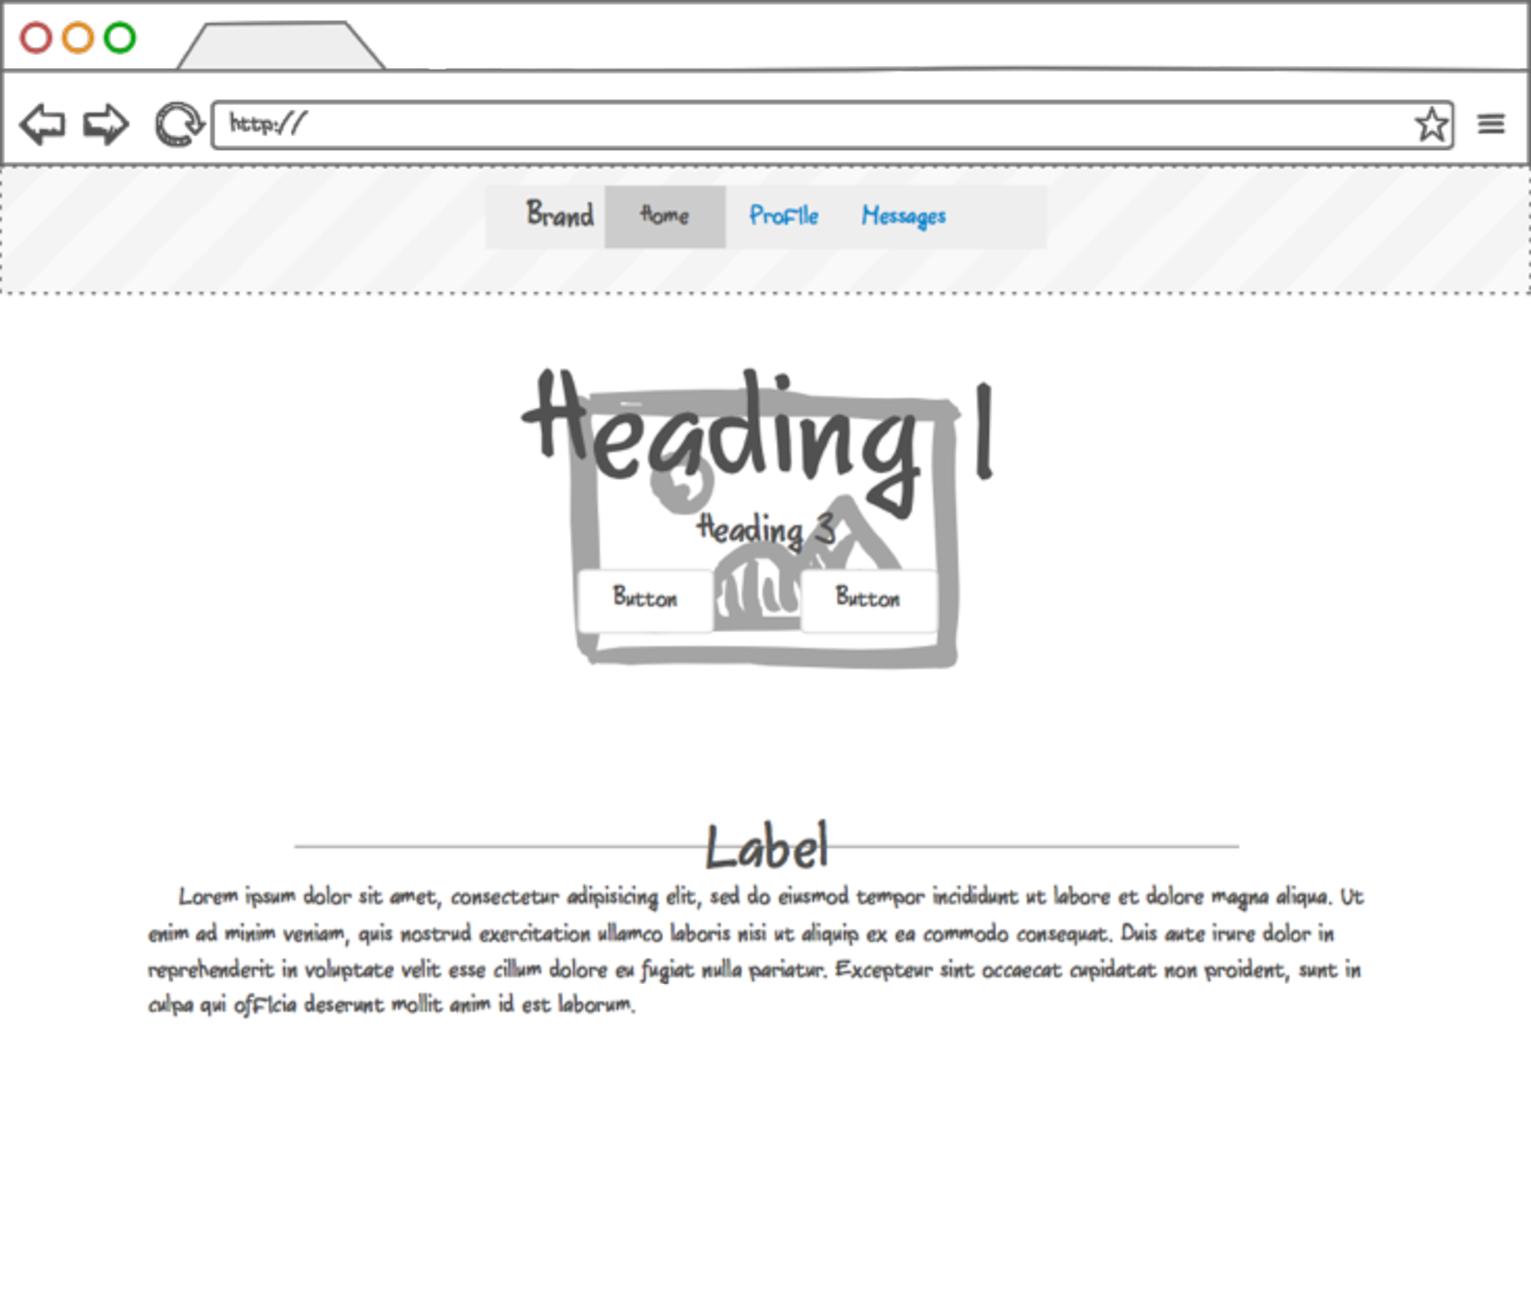 http://
Brand Home Profile Messages
Heading 1
Heading 3
Button Button
Label
Lorem ipsum dolor sit amet, consectetur adipisicing elit, sed do eiusmod tempor incididunt ut labore et dolore magna aliqua. Ut
enim ad minim veniam, quis nostrud exercitation ullamco laboris nisi ut aliquip ex ea commodo consequat. Duis aute irure dolor in
reprehenderit in voluptate velit esse cillum dolore eu fugiat nulla pariatur. Excepteur sint occaecat cupidatat non proident, sunt in
culpa qui officia deserunt mollit anim id est laborum.